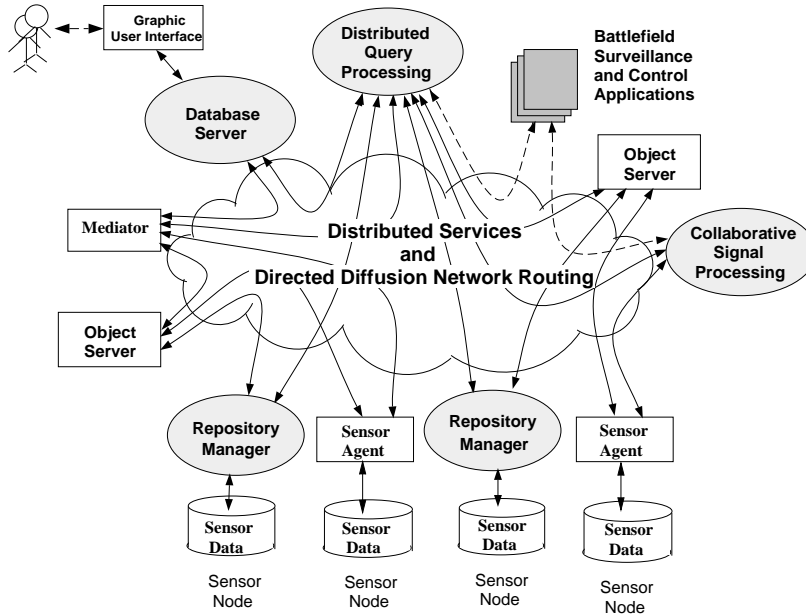 Graphic
User Interface
Distributed
Query
Processing
Battlefield
Surveillance
and Control
Applications
Database
Server
Object
Server
Mediator
Distributed Services
and
Directed Diffusion Network Routing
Collaborative
Signal
Processing
Object
Server
Repository
Manager
Sensor
Agent
Repository
Manager
Sensor
Agent
Sensor
Data
Sensor
Data
Sensor
Data
Sensor
Data
Sensor
Node
Sensor
Node
Sensor
Node
Sensor
Node